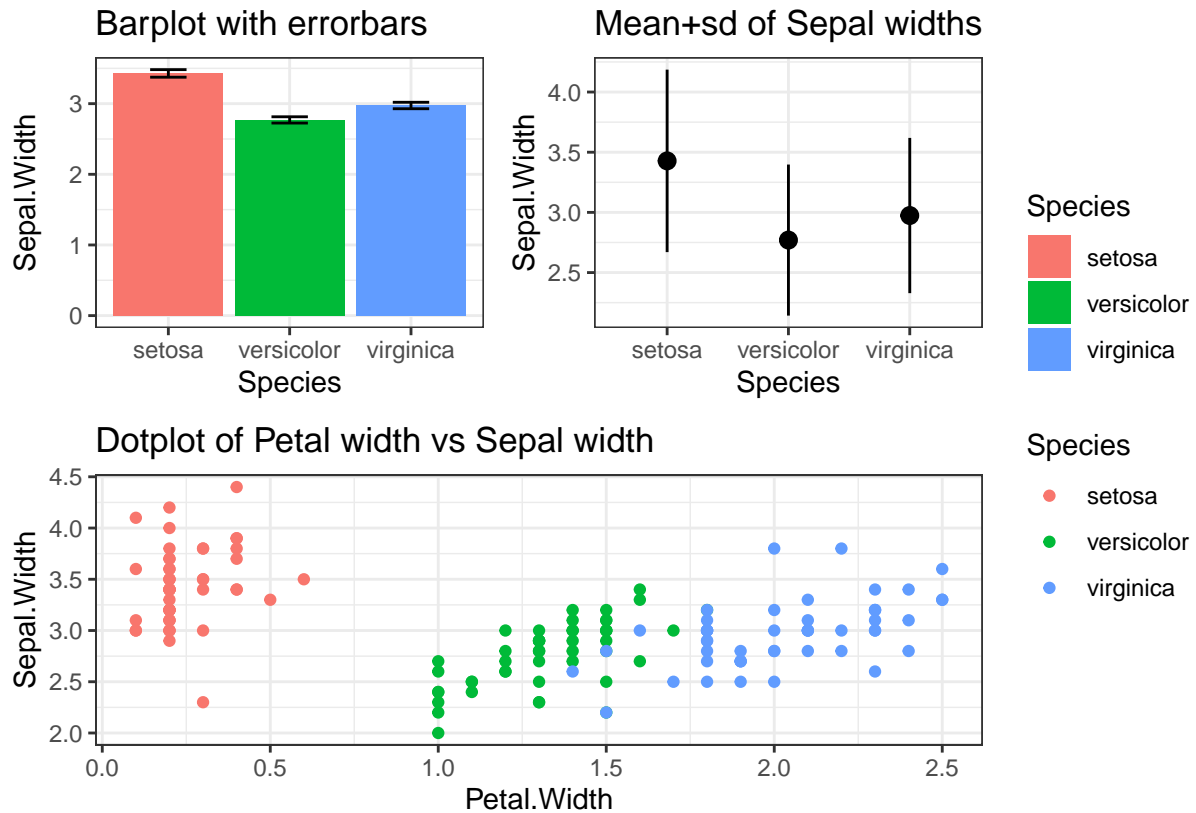 Barplot with errorbars
Sepal.Width
3
2
1
0
setosa versicolor virginica
Species
Mean+sd of Sepal widths
Sepal.Width
4.0
3.5
3.0
2.5
setosa versicolor virginica
Species
Species
setosa
versicolor
virginica
Dotplot of Petal width vs Sepal width
Sepal.Width
4.5
4.0
3.5
3.0
2.5
2.0
0.0 0.5 1.0 1.5 2.0 2.5
Petal.Width
Species
setosa
versicolor
virginica